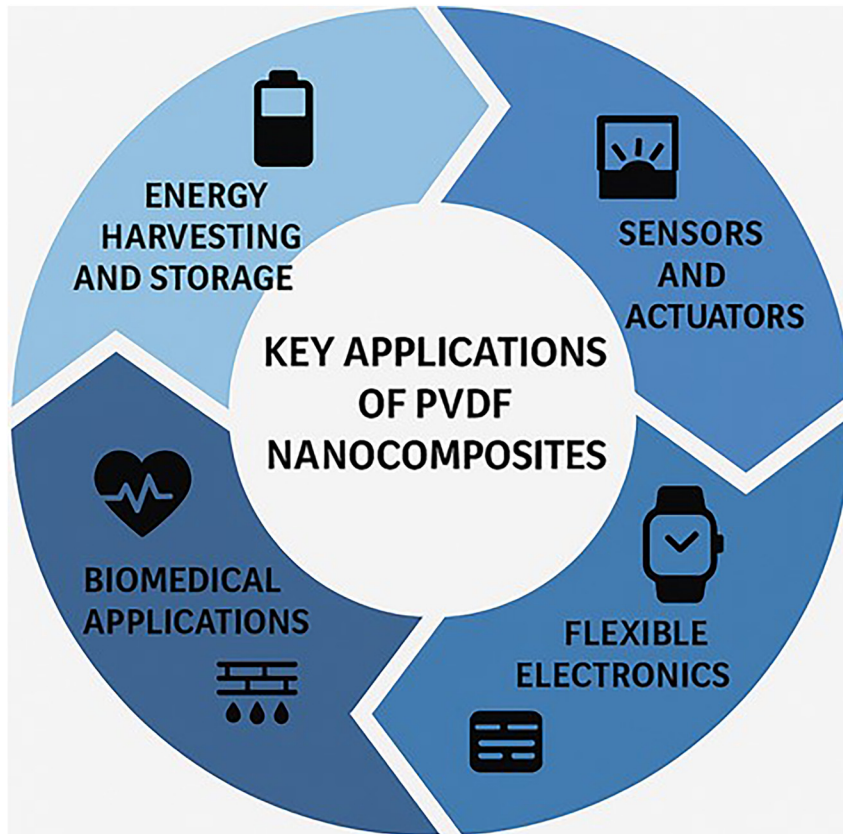 ENERGY
HARVESTING
AND STORAGE
SENSORS
AND
ACTUATORS
KEY APPLICATIONS
OF PVDF
NANOCOMPOSITES
BIOMEDICAL
APPLICATIONS
FLEXIBLE
ELECTRONICS